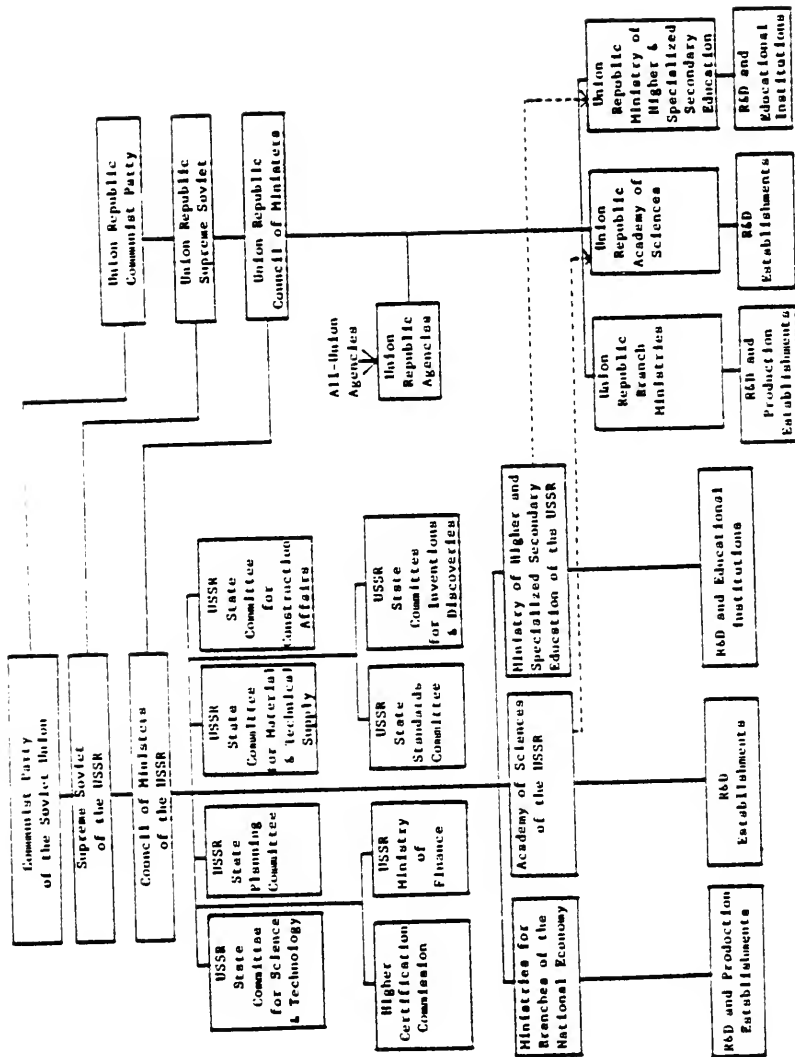 Communist Party
of the Soviet Union
Supreme Soviet
of the USSR
Council of Ministers
of the USSR
Union Republic
Communist Party
Union Republic
Supreme Soviet
Union Republic
Council of Ministers
USSR
State
Committee
for Science
& Technology
USSR
State
Planning
Committee
USSR
State
Committee
for Material
& Technical
Supply
USSR
State
Committee
for
Construction
Affairs
Higher
Certification
Commission
USSR
Ministry
of
Finance
USSR
State
Standards
Committee
USSR
State
Committee
for Inventions
& Discoveries
All-Union
Agencies
Union
Republic
Agencies
Ministries for
Branches of the
National Economy
Academy of Sciences
of the USSR
Ministry of Higher and
Specialized Secondary
Education of the USSR
Union
Republic
Branch
Ministries
Union
Republic
Academy of
Sciences
Union
Republic
Ministry of
Higher &
Specialized
Secondary
Education
R&D and Production
Establishments
R&D
Establishments
R&D and Educational
Institutions
R&D and
Production
Establishments
R&D
Establishments
R&D and
Educational
Institutions